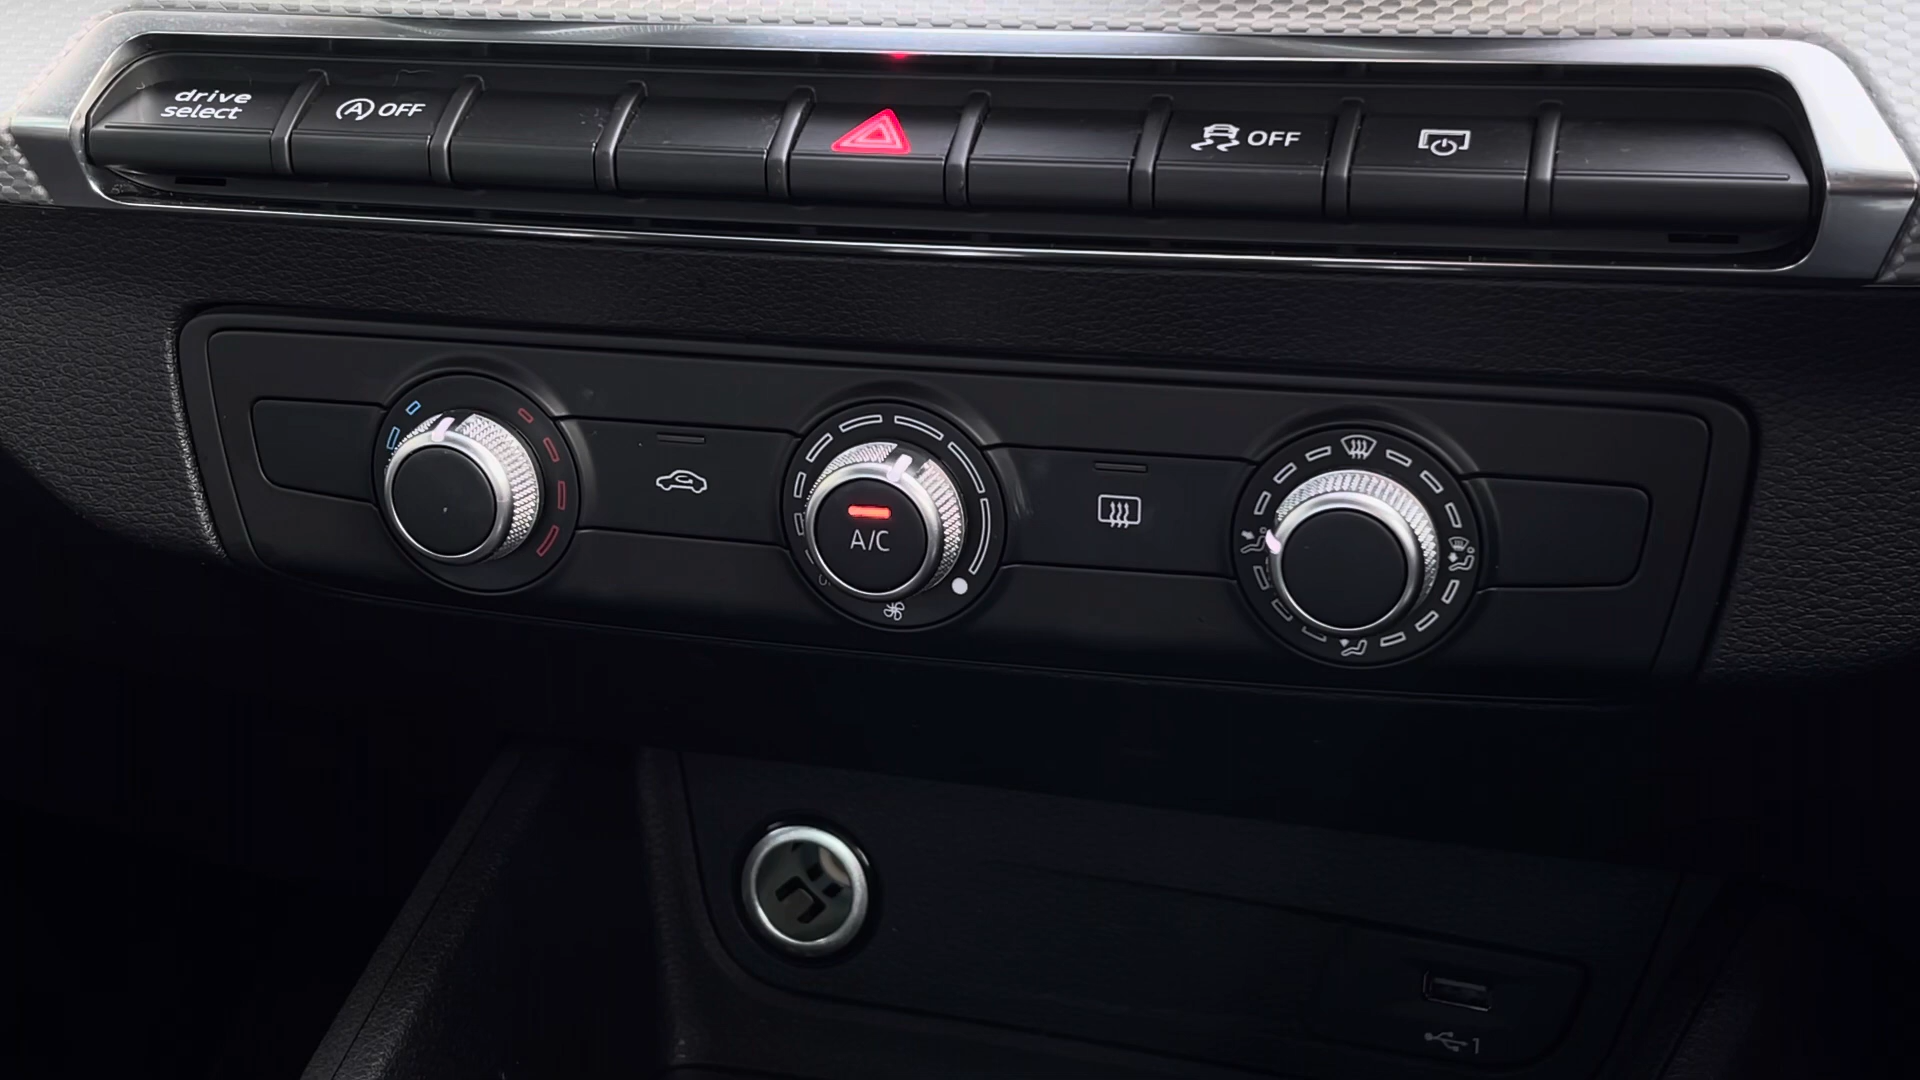 drive
select
(A) OFF
OFF
A/C
1